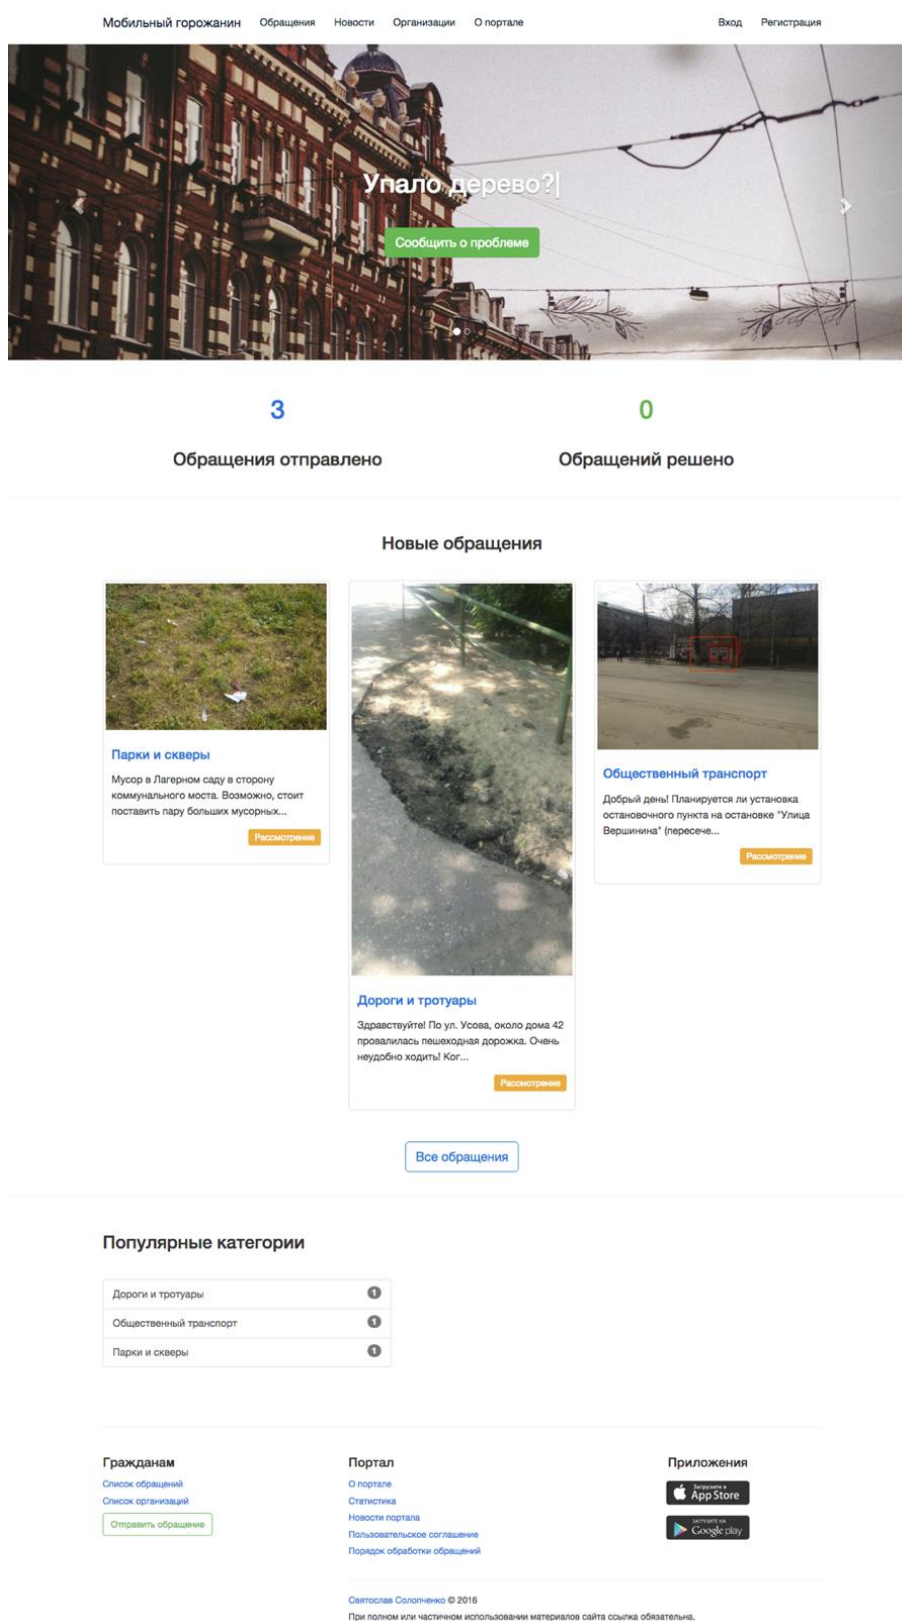 Мобильный горожанин Обращения Новости Организации О портале Вход Регистрация
Упало дерево?|
Сообщить о проблеме
3
0
Обращения отправлено
Обращений решено
Новые обращения
Парки и скверы
Мусор в Лагерном саду в сторону
коммунального моста. Возможно, стоит
поставить пару больших мусорных...
Рассмотрение
Дороги и тротуары
Здравствуйте! По ул. Усова, около дома 42
провалилась пешеходная дорожка. Очень
неудобно ходить! Ког...
Рассмотрение
Общественный транспорт
Добрый день! Планируется ли установка
остановочного пункта на остановке "Улица
Вершинина" (пересече...
Рассмотрение
Все обращения
Популярные категории
Дороги и тротуары 1
Общественный транспорт 1
Парки и скверы 1
Гражданам
Список обращений
Список организаций
Отправить обращение
Портал
О портале
Статистика
Новости портала
Пользовательское соглашение
Порядок обработки обращений
Приложения
Загрузите в
App Store
ЗАГРУЗИТЕ НА
Google play
Святослав Солопченко © 2016
При полном или частичном использовании материалов сайта ссылка обязательна.